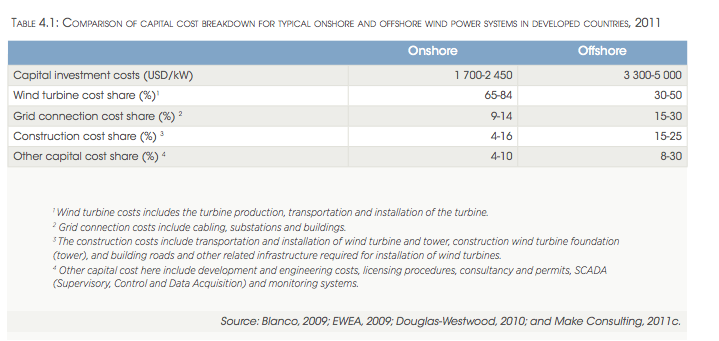 TABLE 4.1: COMPARISON OF CAPITAL COST BREAKDOWN FOR TYPICAL ONSHORE AND OFFSHORE WIND POWER SYSTEMS IN DEVELOPED COUNTRIES, 2011
Onshore Offshore
Capital investment costs (USD/kW) 1 700-2 450 3 300-5 000
Wind turbine cost share (%)¹ 65-84 30-50
Grid connection cost share (%) ² 9-14 15-30
Construction cost share (%) ³ 4-16 15-25
Other capital cost share (%) ⁴ 4-10 8-30
¹ Wind turbine costs includes the turbine production, transportation and installation of the turbine.
² Grid connection costs include cabling, substations and buildings.
³ The construction costs include transportation and installation of wind turbine and tower, construction wind turbine foundation
(tower), and building roads and other related infrastructure required for installation of wind turbines.
⁴ Other capital cost here include development and engineering costs, licensing procedures, consultancy and permits, SCADA
(Supervisory, Control and Data Acquisition) and monitoring systems.
Source: Blanco, 2009; EWEA, 2009; Douglas-Westwood, 2010; and Make Consulting, 2011c.